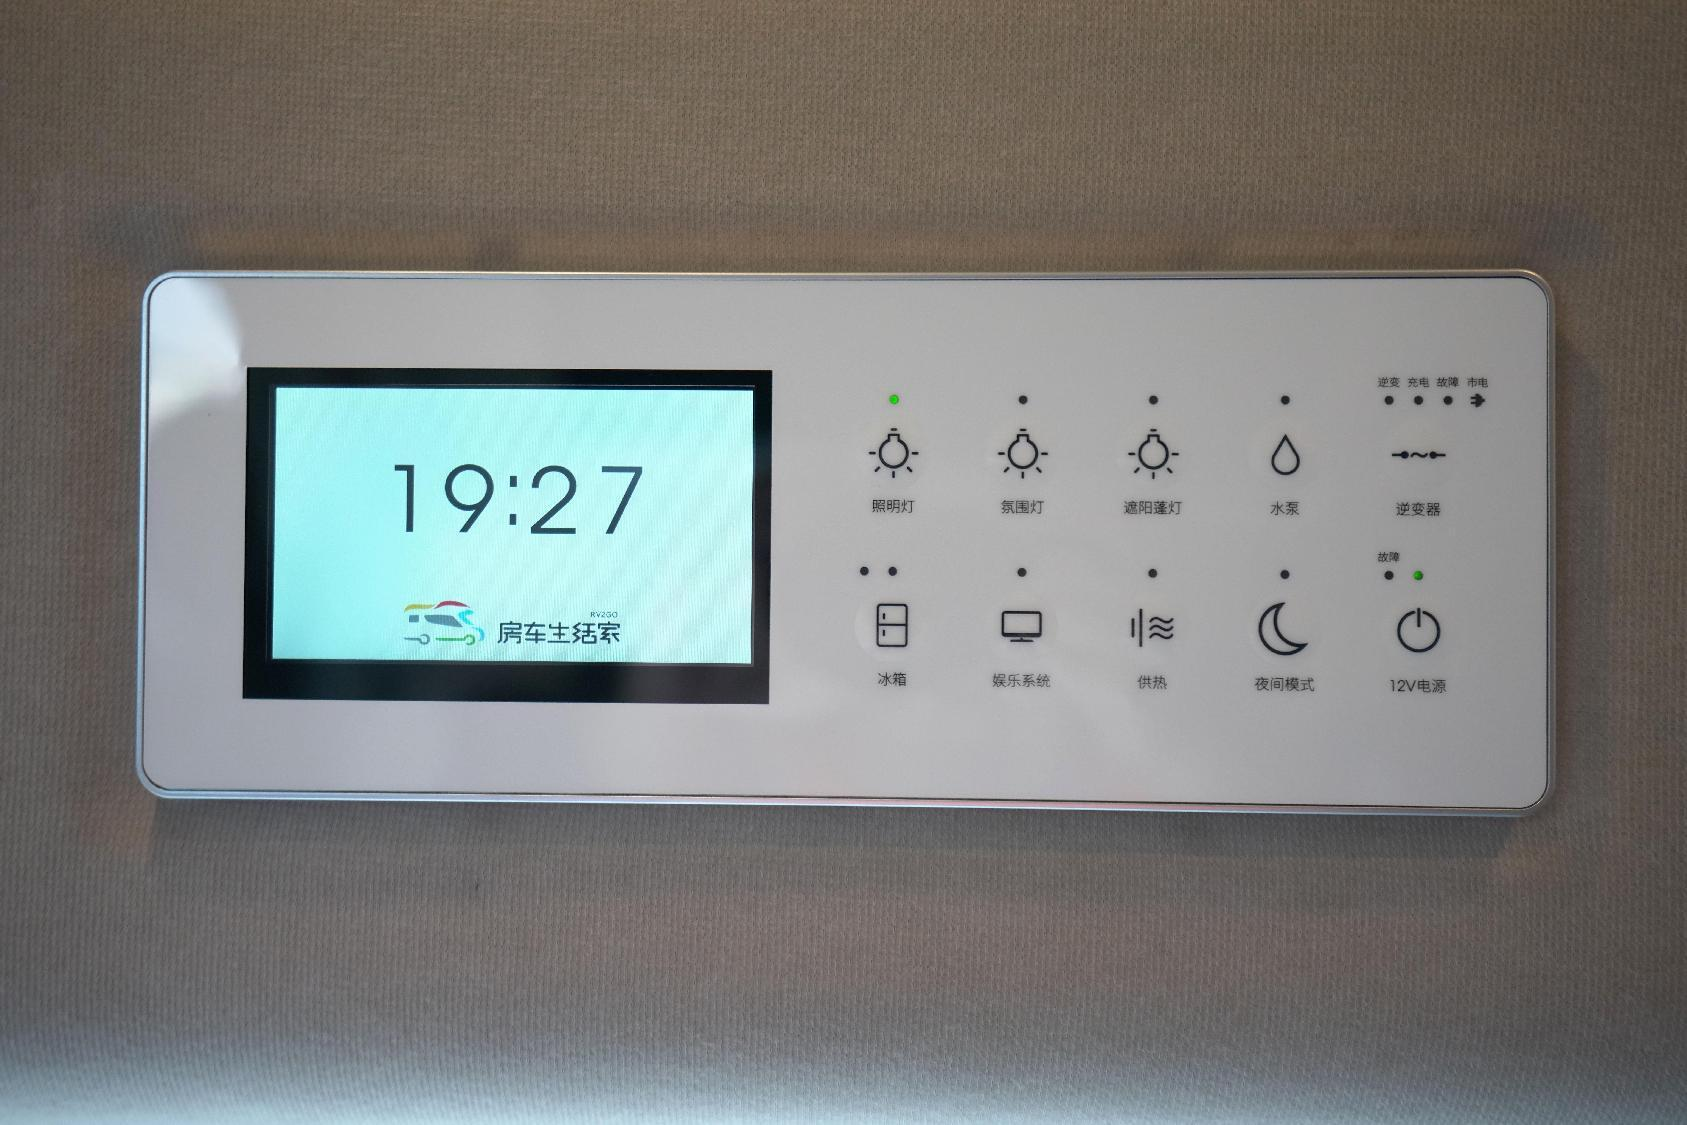 19:27
RV2GO
房车生活家
逆变 充电 故障 市电
照明灯 氛围灯 遮阳蓬灯 水泵 逆变器
故障
冰箱 娱乐系统 供热 夜间模式 12V电源